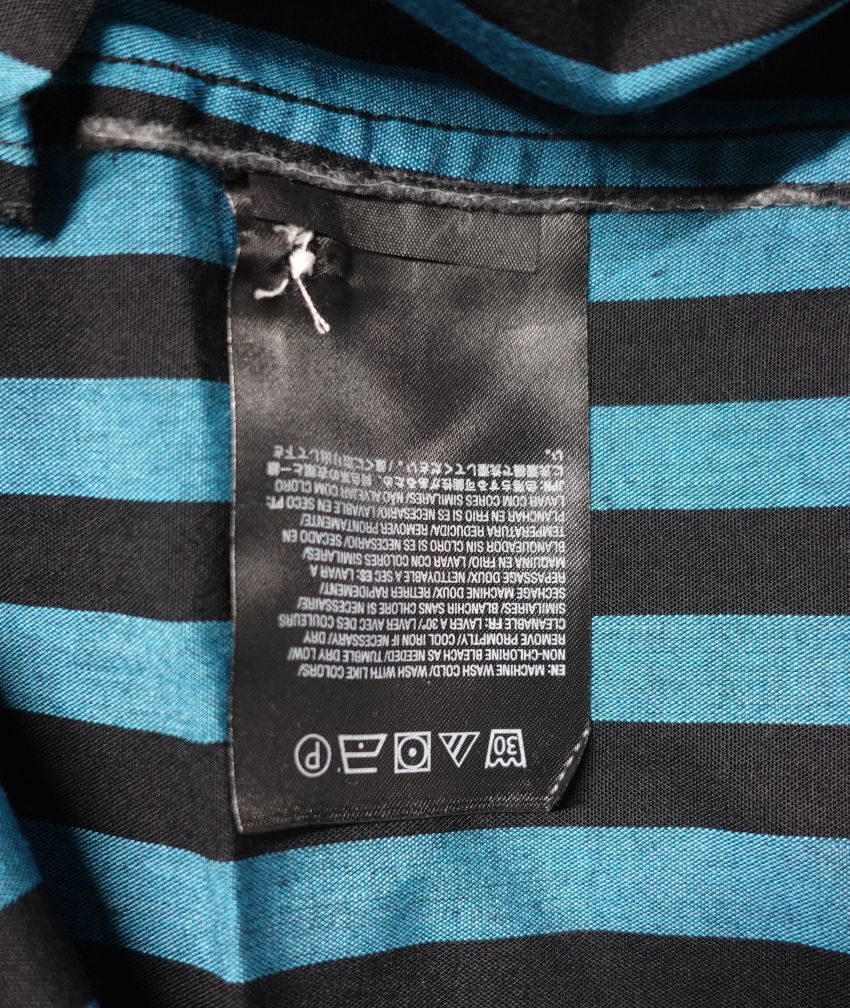 30 P
EN: MACHINE WASH COLD/ WASH WITH LIKE COLORS/
NON-CHLORINE BLEACH AS NEEDED/ TUMBLE DRY LOW/
REMOVE PROMPTLY/ COOL IRON IF NECESSARY/ DRY
CLEANABLE FR: LAVER A 30°/ LAVER AVEC DES COULEURS
SIMILAIRES/ BLANCHIR SANS CHLORE SI NECESSAIRE/
SECHAGE MACHINE DOUX/ RETIRER RAPIDEMENT/
REPASSAGE DOUX/ NETTOYABLE A SEC ES: LAVAR A
MAQUINA EN FRIO/ LAVAR CON COLORES SIMILARES/
BLANQUEADOR SIN CLORO SI ES NECESARIO/ SECADO EN
TEMPERATURA REDUCIDA/ REMOVER PRONTAMENTE/
PLANCHAR EN FRIO SI ES NECESARIO/ LAVABLE EN SECO PT:
LAVAR COM CORES SIMILARES/ NÃO ALVEJAR COM CLORO
い。